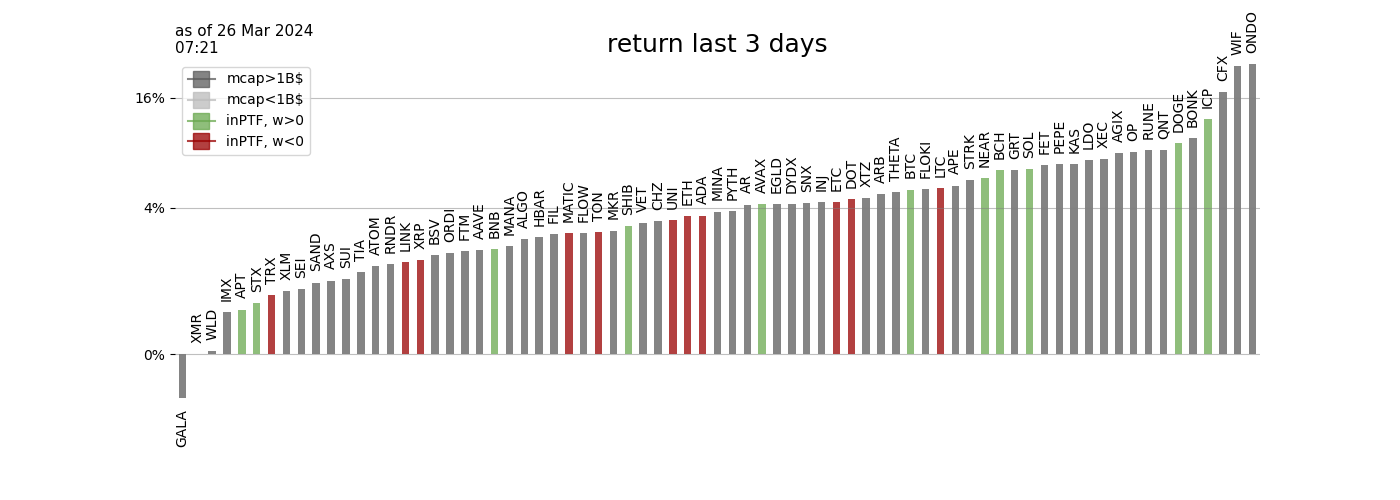 as of 26 Mar 2024
07:21
return last 3 days
mcap>1B$
mcap<1B$
inPTF, w>0
inPTF, w<0
16%
4%
0%
GALA
XMR
WLD
IMX
APT
STX
TRX
XLM
SEI
SAND
AXS
SUI
TIA
ATOM
RNDR
LINK
XRP
BSV
ORDI
FTM
AAVE
BNB
MANA
ALGO
HBAR
FIL
MATIC
FLOW
TON
MKR
SHIB
VET
CHZ
UNI
ETH
ADA
MINA
PYTH
AR
AVAX
EGLD
DYDX
SNX
INJ
ETC
DOT
XTZ
ARB
THETA
BTC
FLOKI
LTC
APE
STRK
NEAR
BCH
GRT
SOL
FET
PEPE
KAS
LDO
XEC
AGIX
OP
RUNE
QNT
DOGE
BONK
ICP
CFX
WIF
ONDO